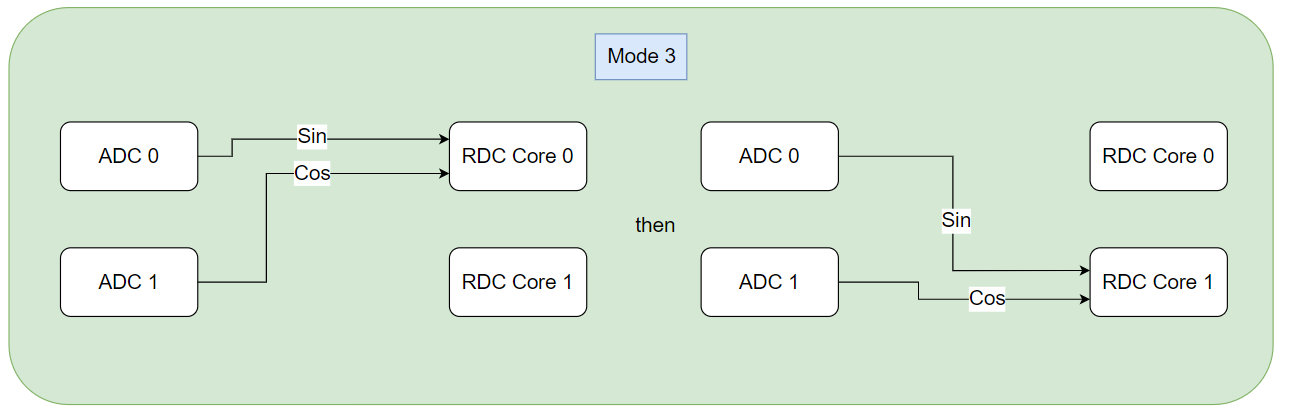 Mode 3
ADC 0
Sin
RDC Core 0
Cos
ADC 1
RDC Core 1
then
ADC 0
RDC Core 0
Sin
ADC 1
Cos
RDC Core 1